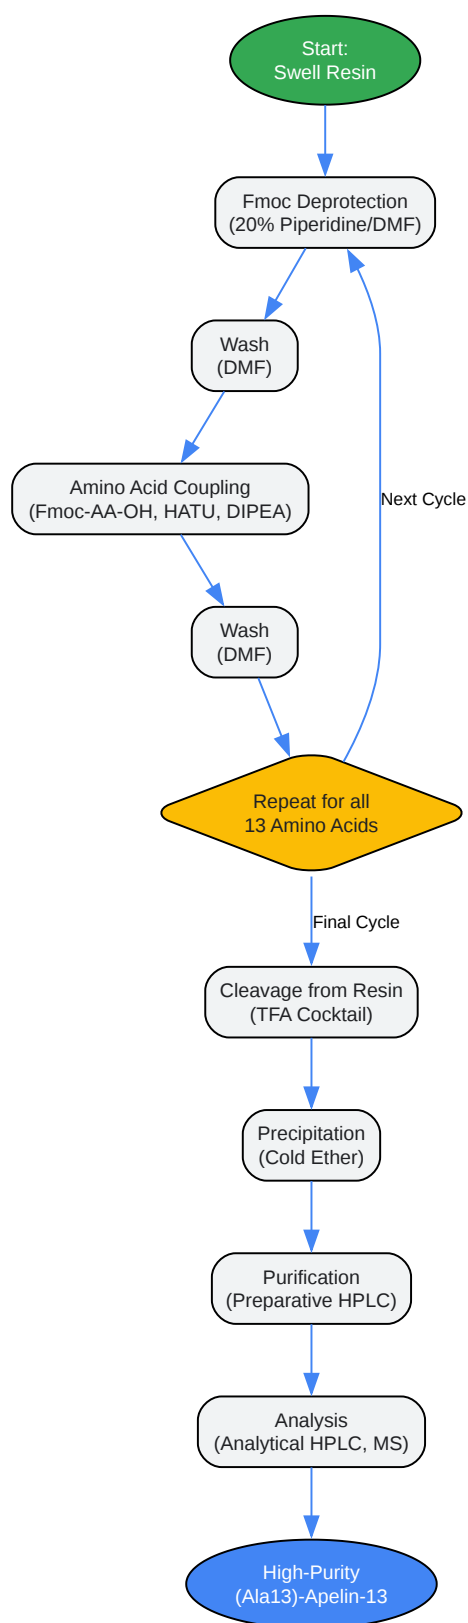 Start:
Swell Resin
Fmoc Deprotection
(20% Piperidine/DMF)
Wash
(DMF)
Amino Acid Coupling
(Fmoc-AA-OH, HATU, DIPEA)
Next Cycle
Wash
(DMF)
Repeat for all
13 Amino Acids
Final Cycle
Cleavage from Resin
(TFA Cocktail)
Precipitation
(Cold Ether)
Purification
(Preparative HPLC)
Analysis
(Analytical HPLC, MS)
High-Purity
(Ala13)-Apelin-13